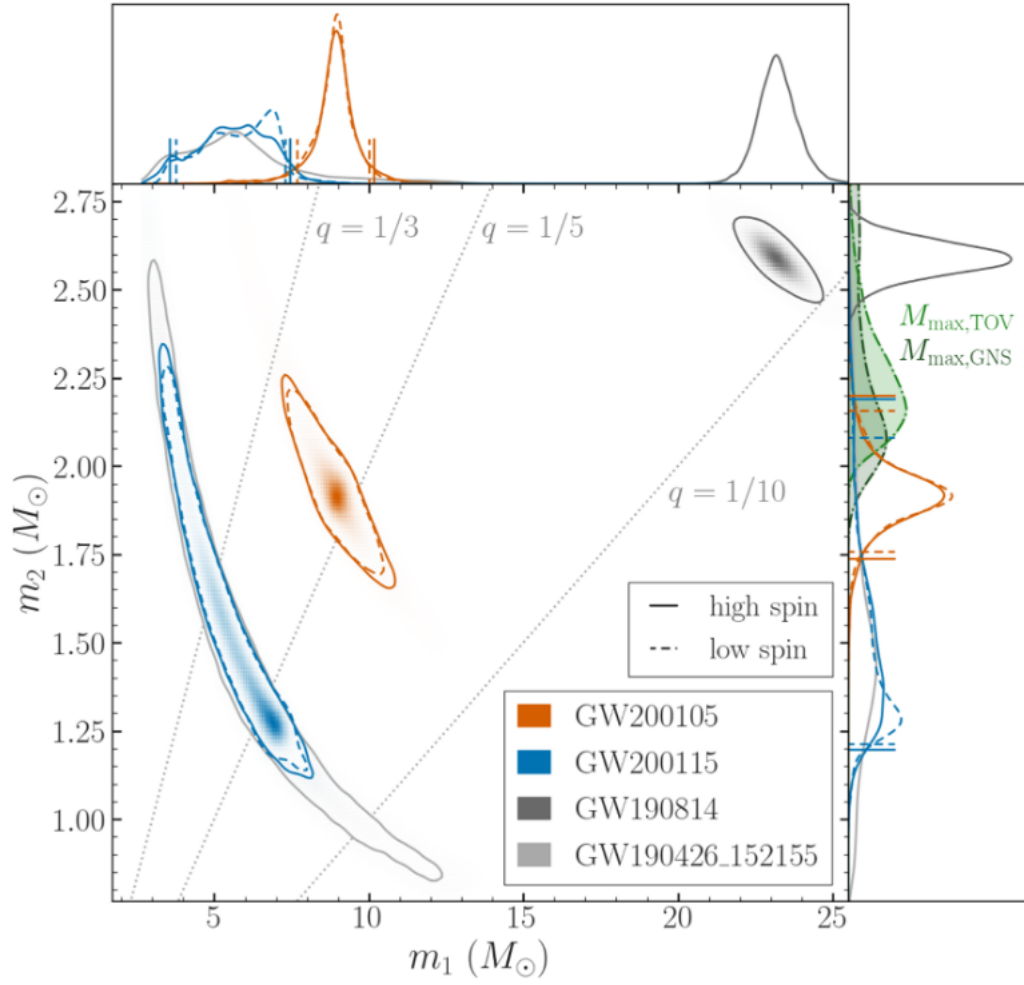 2.75
2.50
2.25
2.00
1.75
1.50
1.25
1.00
m₂ (M☉)
q = 1/3
q = 1/5
q = 1/10
M_max,TOV
M_max,GNS
high spin
low spin
GW200105
GW200115
GW190814
GW190426_152155
5 10 15 20 25
m₁ (M☉)